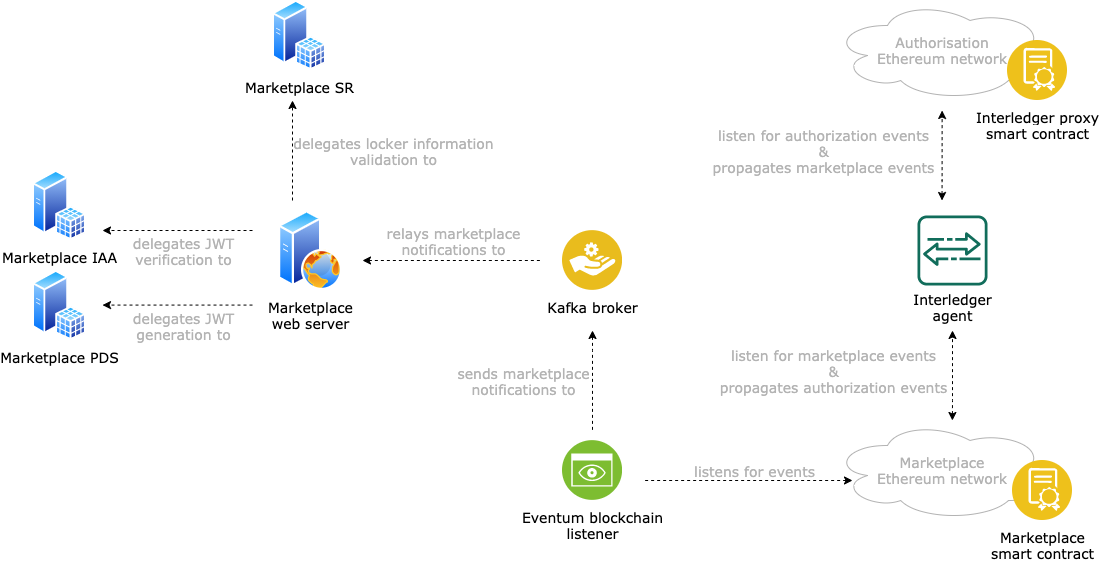 Marketplace SR
delegates locker information
validation to
Marketplace IAA
delegates JWT
verification to
Marketplace PDS
delegates JWT
generation to
Marketplace
web server
relays marketplace
notifications to
Kafka broker
sends marketplace
notifications to
Eventum blockchain
listener
listens for events
Authorisation
Ethereum network
Interledger proxy
smart contract
listen for authorization events
&
propagates marketplace events
Interledger
agent
listen for marketplace events
&
propagates authorization events
Marketplace
Ethereum network
Marketplace
smart contract